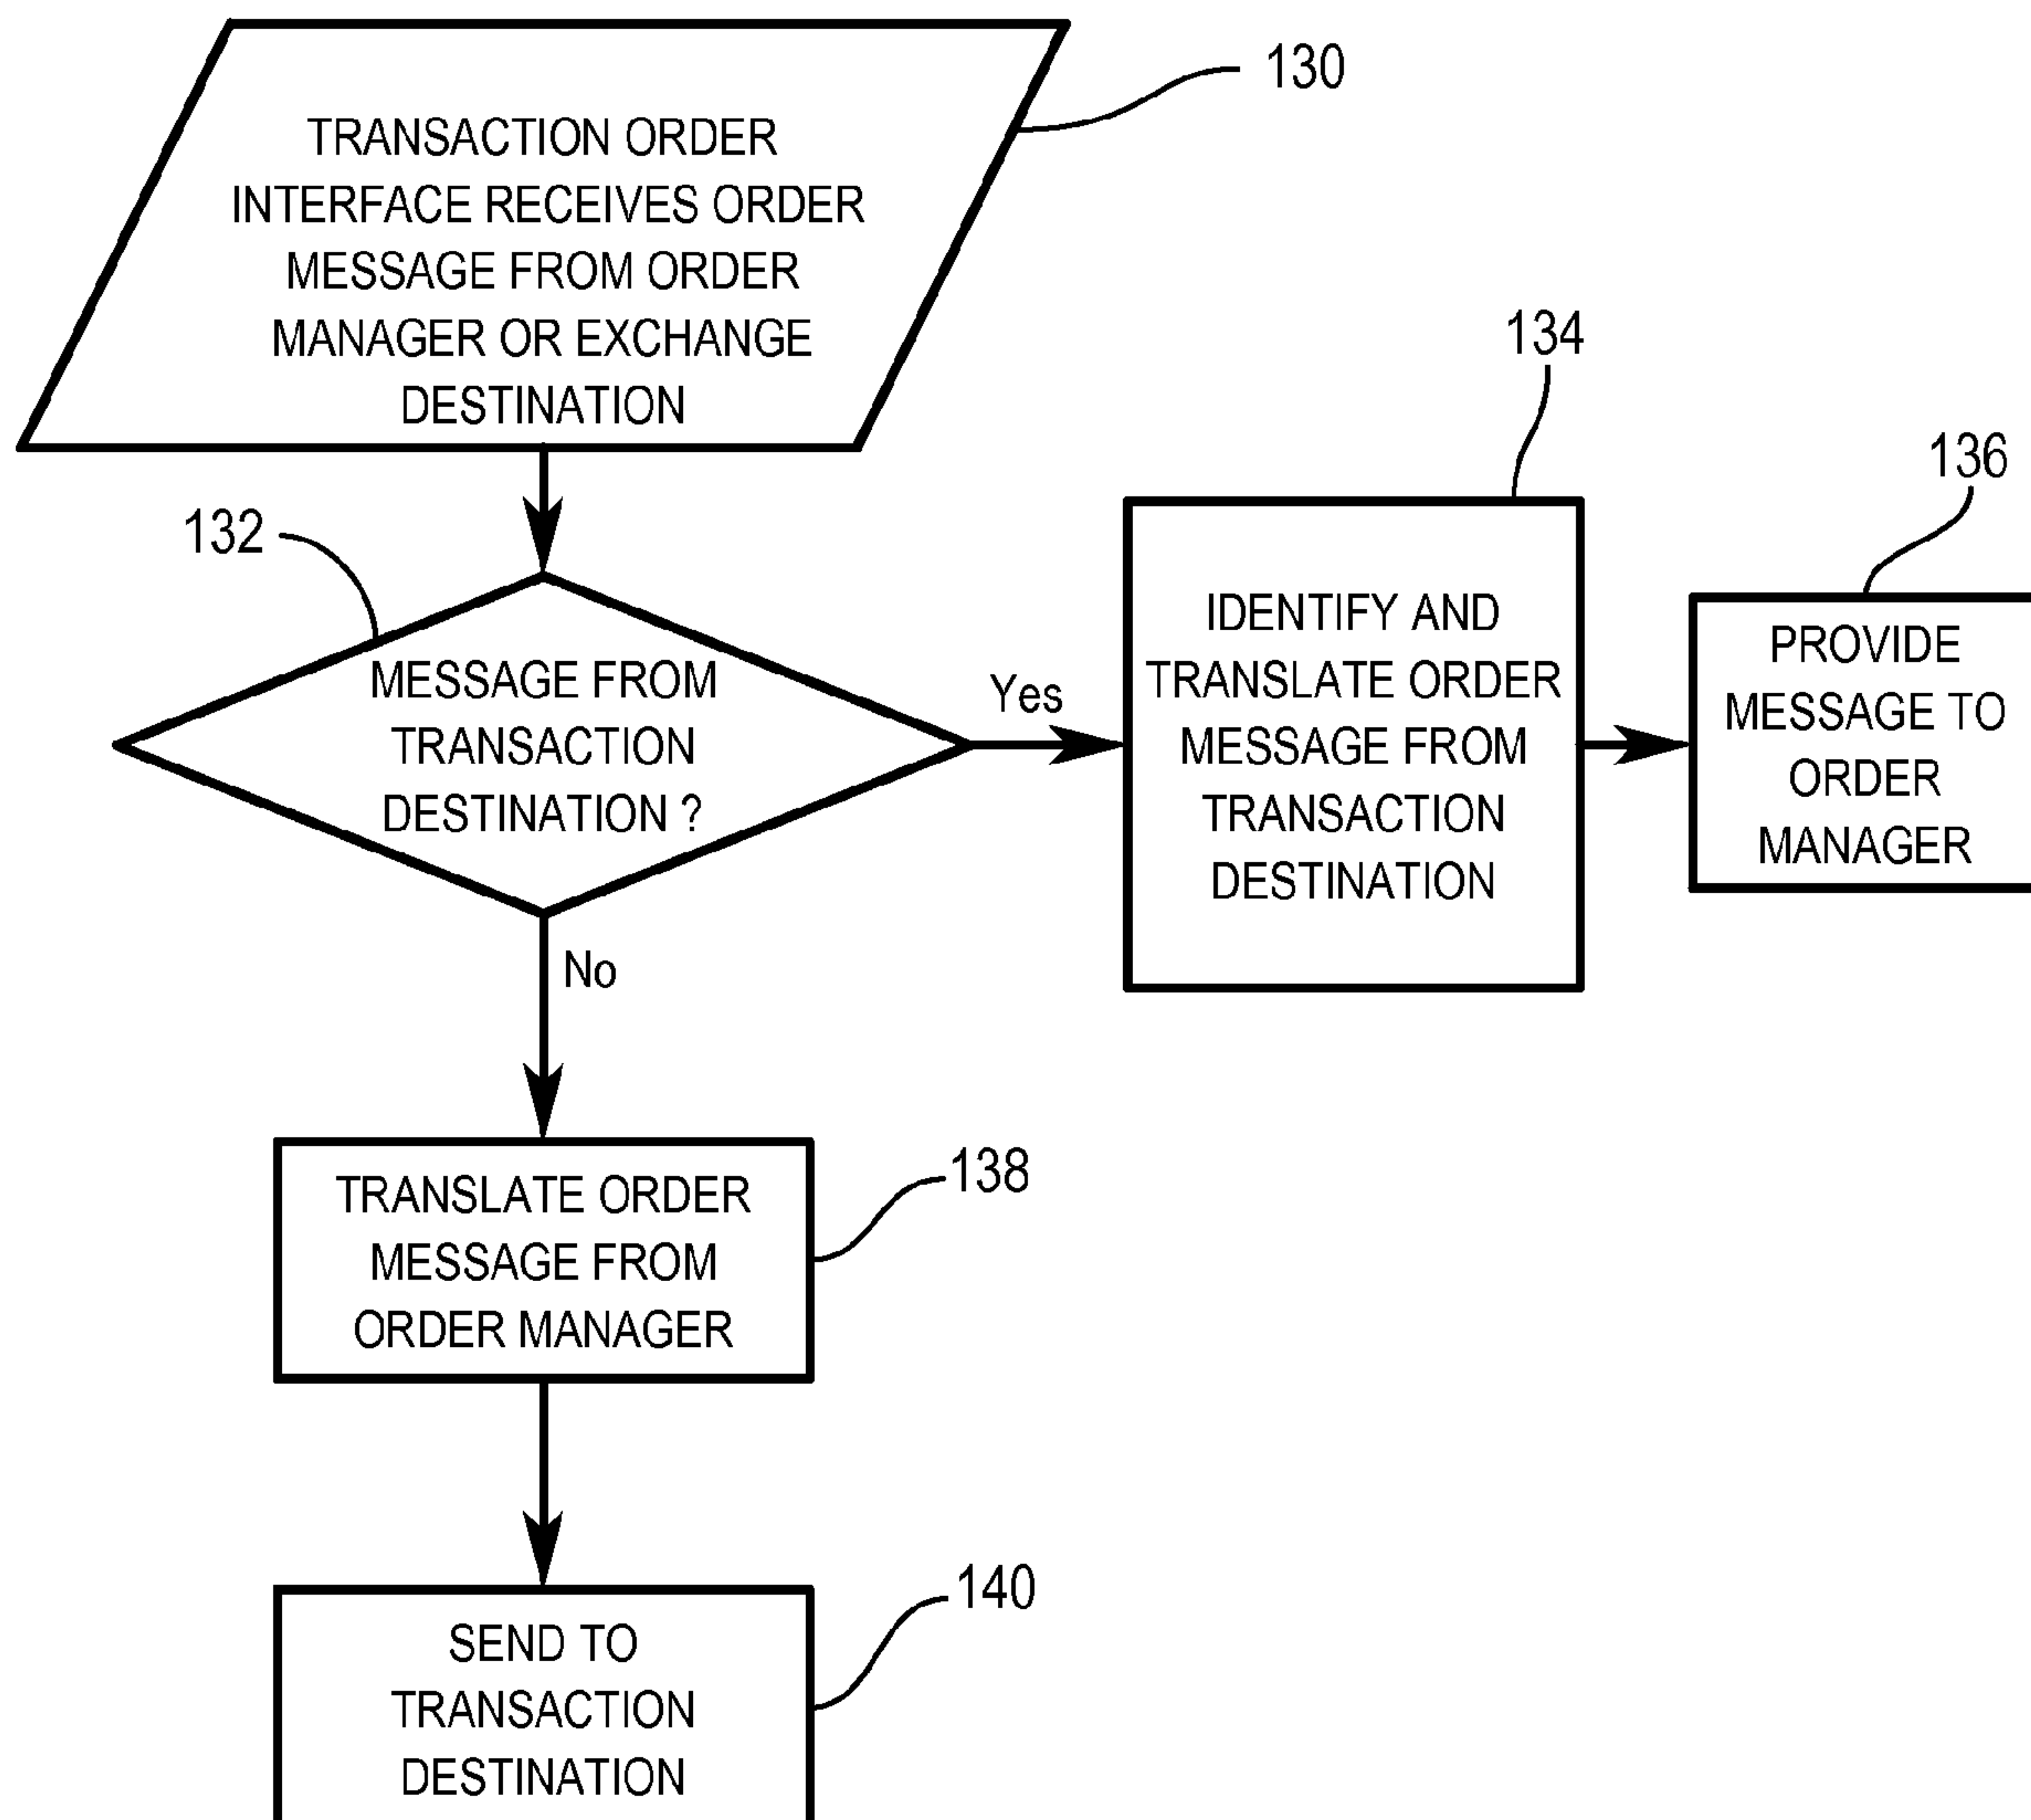 130
TRANSACTION ORDER
INTERFACE RECEIVES ORDER
MESSAGE FROM ORDER
MANAGER OR EXCHANGE
DESTINATION
132
MESSAGE FROM
TRANSACTION
DESTINATION ?
Yes
134
IDENTIFY AND
TRANSLATE ORDER
MESSAGE FROM
TRANSACTION
DESTINATION
136
PROVIDE
MESSAGE TO
ORDER
MANAGER
No
138
TRANSLATE ORDER
MESSAGE FROM
ORDER MANAGER
140
SEND TO
TRANSACTION
DESTINATION